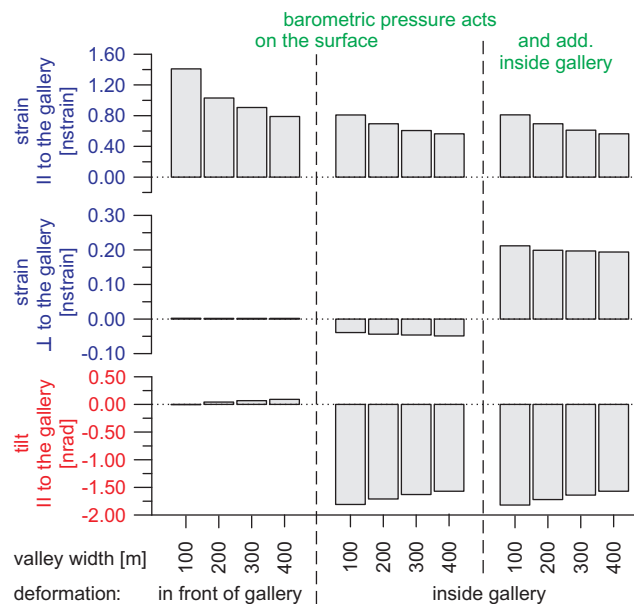 barometric pressure acts
on the surface
and add.
inside gallery
strain
II to the gallery
[nstrain]
1.60
1.20
0.80
0.40
0.00
strain
⊥ to the gallery
[nstrain]
0.30
0.20
0.10
0.00
-0.10
tilt
II to the gallery
[nrad]
0.50
0.00
-0.50
-1.00
-1.50
-2.00
valley width [m]
100 200 300 400 100 200 300 400 100 200 300 400
deformation: in front of gallery inside gallery